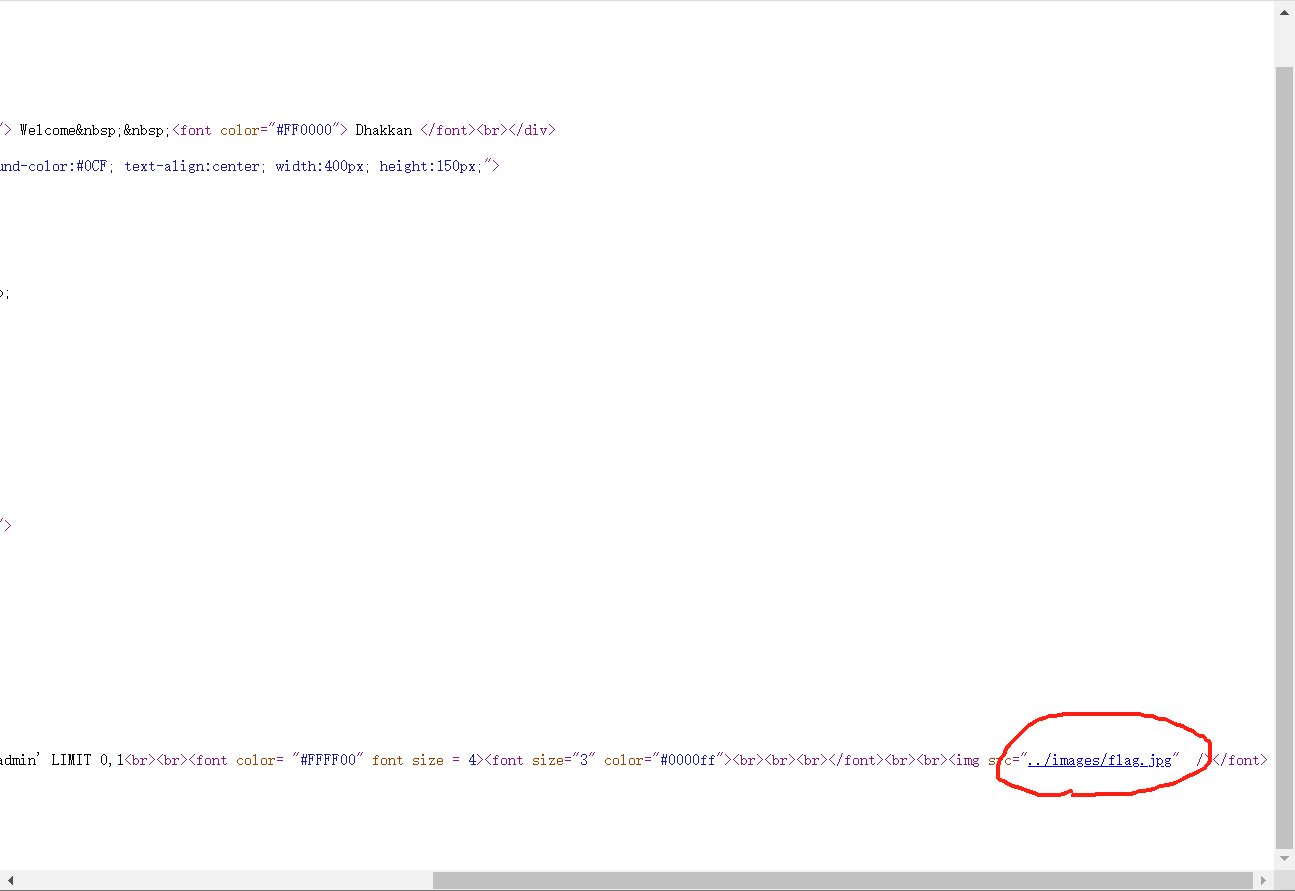 "> Welcome&nbsp;&nbsp;<font color="#FF0000"> Dhakkan </font><br></div>
und-color:#0CF; text-align:center; width:400px; height:150px;">
;
">
admin' LIMIT 0,1<br><br><font color= "#FFFF00" font size = 4><font size="3" color="#0000ff"><br><br><br></font><br><br><img src="../images/flag.jpg"  /></font>